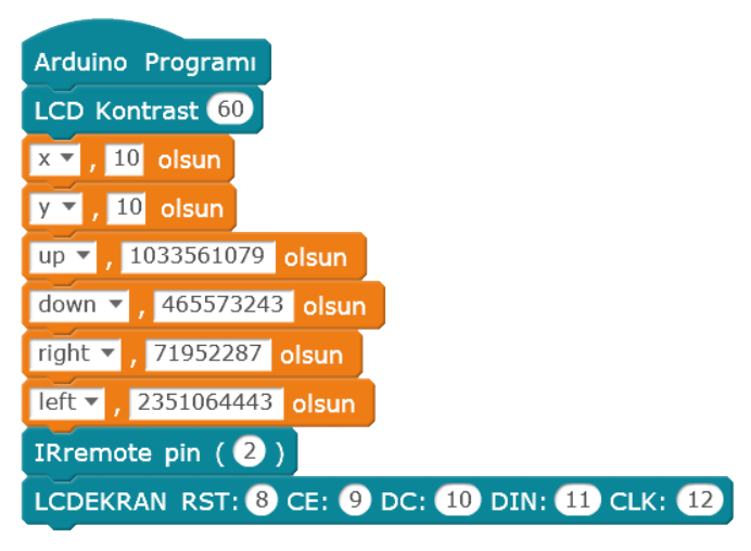 Arduino Programı
LCD Kontrast 60
x , 10 olsun
y , 10 olsun
up , 1033561079 olsun
down , 465573243 olsun
right , 71952287 olsun
left , 2351064443 olsun
IRremote pin ( 2 )
LCDEKRAN RST: 8 CE: 9 DC: 10 DIN: 11 CLK: 12